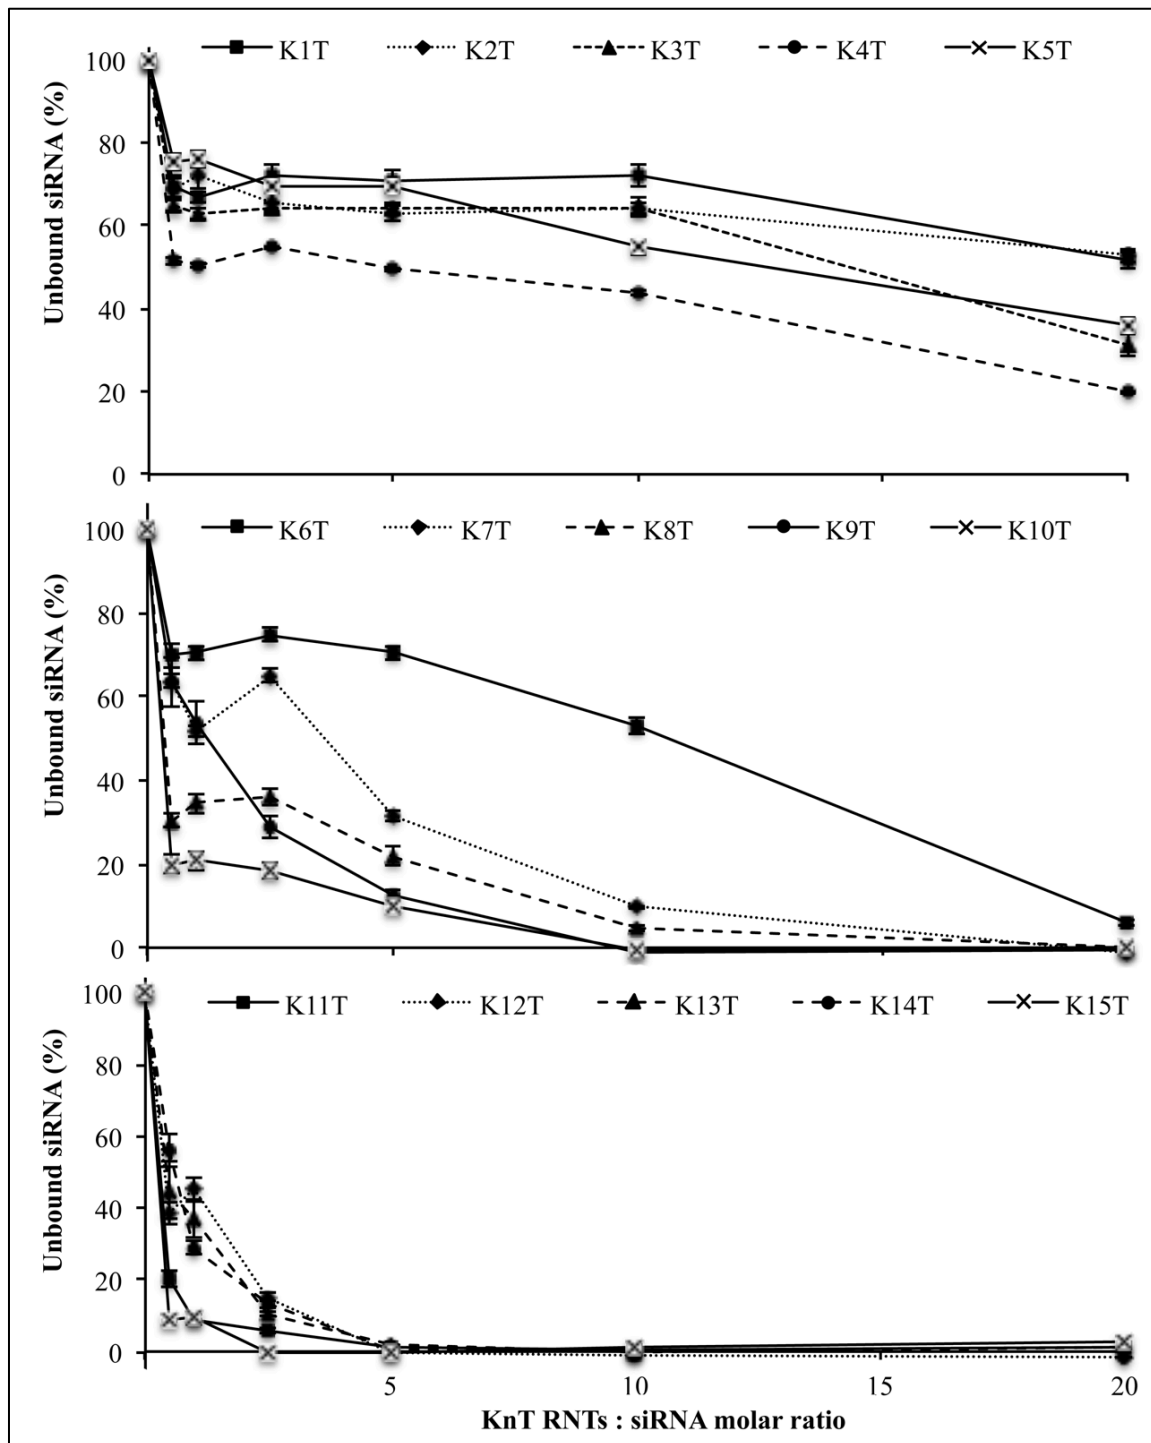 K1T K2T K3T K4T K5T
100
80
60
40
20
0
Unbound siRNA (%)
K6T K7T K8T K9T K10T
100
80
60
40
20
0
Unbound siRNA (%)
K11T K12T K13T K14T K15T
100
80
60
40
20
0
Unbound siRNA (%)
5 10 15 20
KnT RNTs : siRNA molar ratio